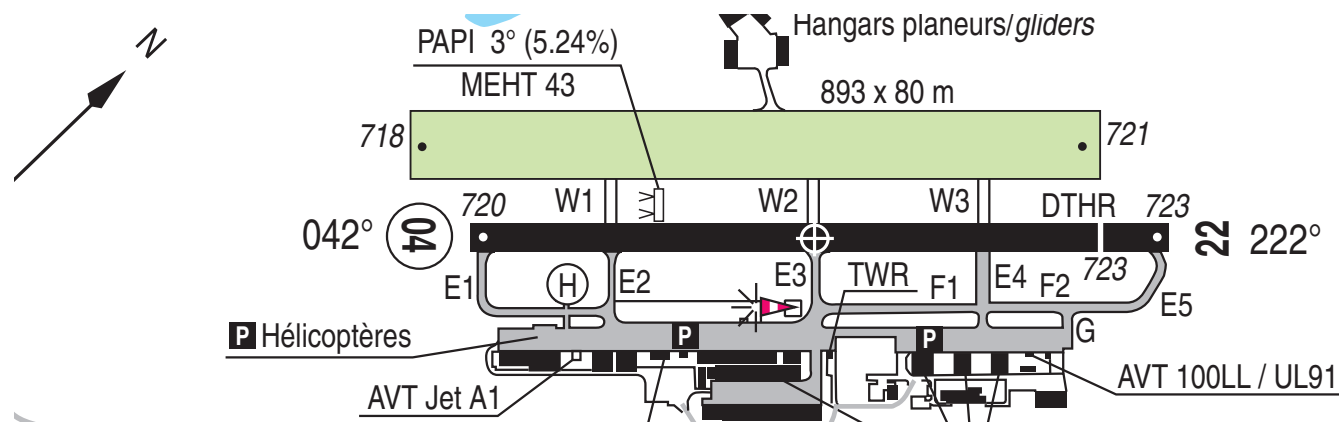 N
Hangars planeurs/gliders
PAPI 3° (5.24%)
MEHT 43
893 x 80 m
718
721
W1
W2
W3
720
DTHR
723
042°
04
22
222°
723
E1
H
E2
E3
TWR
F1
E4
F2
E5
G
P Hélicoptères
P
P
AVT Jet A1
AVT 100LL / UL91